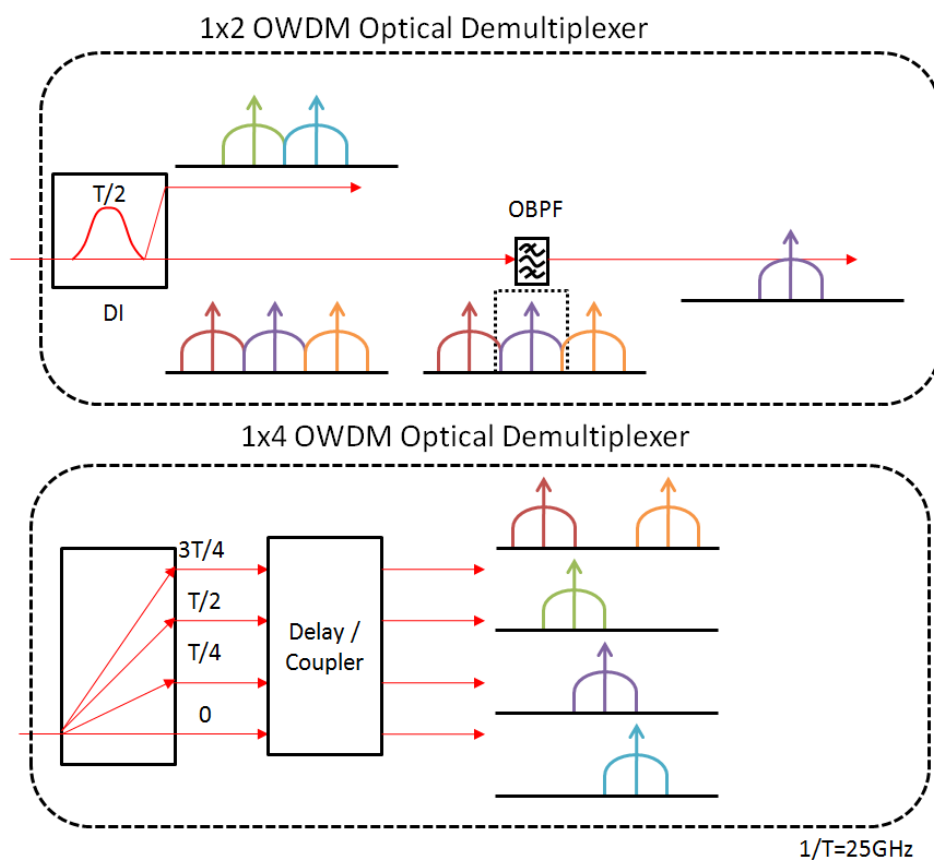 1x2 OWDM Optical Demultiplexer
T/2
OBPF
DI
1x4 OWDM Optical Demultiplexer
3T/4
T/2
T/4
0
Delay /
Coupler
1/T=25GHz